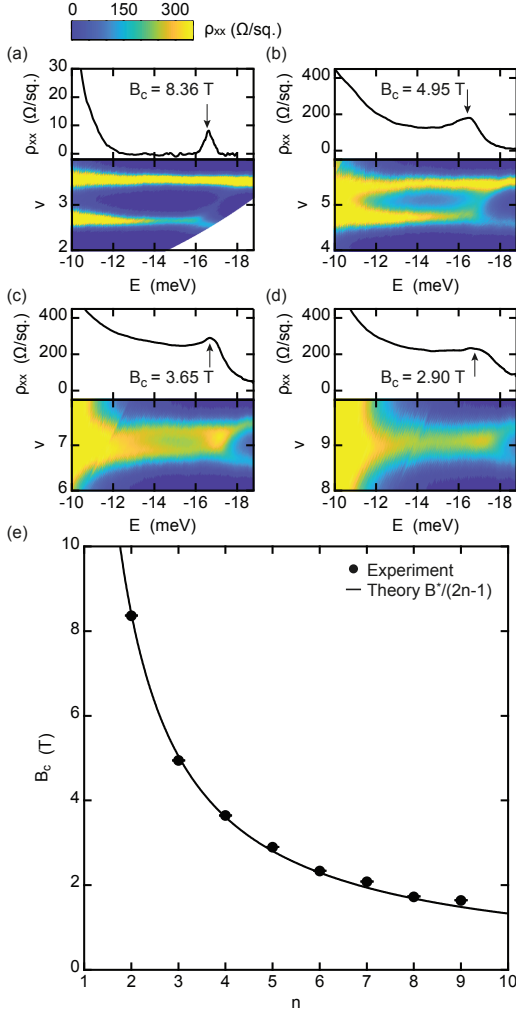 0 150 300
ρxx (Ω/sq.)
(a)
30
20
10
0
ρxx (Ω/sq.)
Bc = 8.36 T
3
2
ν
-10 -12 -14 -16 -18
E (meV)
(b)
400
200
0
ρxx (Ω/sq.)
Bc = 4.95 T
5
4
ν
-10 -12 -14 -16 -18
E (meV)
(c)
400
200
0
ρxx (Ω/sq.)
Bc = 3.65 T
7
6
ν
-10 -12 -14 -16 -18
E (meV)
(d)
400
200
0
ρxx (Ω/sq.)
Bc = 2.90 T
9
8
ν
-10 -12 -14 -16 -18
E (meV)
(e)
10
8
6
4
2
0
Bc (T)
Experiment
Theory B*/(2n-1)
1 2 3 4 5 6 7 8 9 10
n